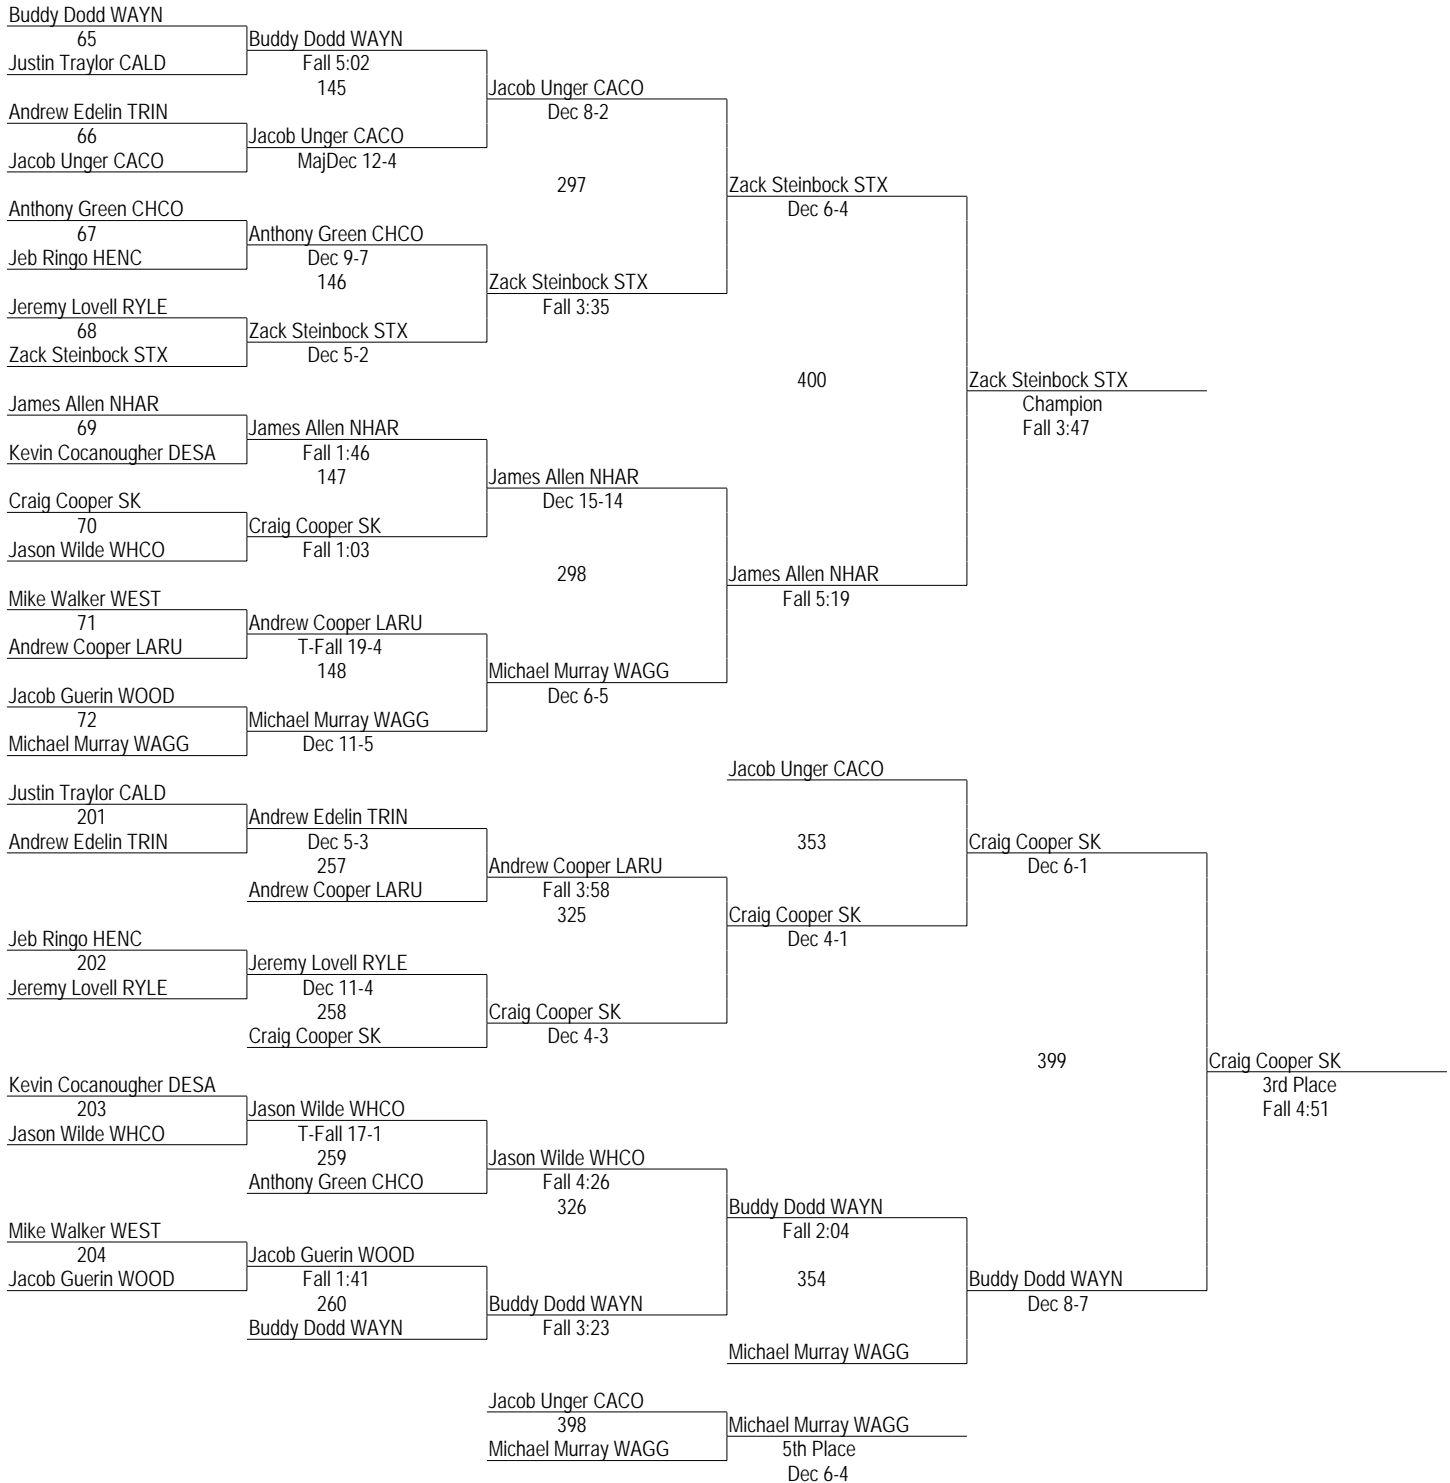 Buddy Dodd WAYN
65
Justin Traylor CALD
Buddy Dodd WAYN
Fall 5:02
145
Andrew Edelin TRIN
66
Jacob Unger CACO
Jacob Unger CACO
MajDec 12-4
Jacob Unger CACO
Dec 8-2
297
Anthony Green CHCO
67
Jeb Ringo HENC
Anthony Green CHCO
Dec 9-7
146
Jeremy Lovell RYLE
68
Zack Steinbock STX
Zack Steinbock STX
Dec 5-2
Zack Steinbock STX
Fall 3:35
Zack Steinbock STX
Dec 6-4
400
James Allen NHAR
69
Kevin Cocanougher DESA
James Allen NHAR
Fall 1:46
147
Craig Cooper SK
70
Jason Wilde WHCO
Craig Cooper SK
Fall 1:03
James Allen NHAR
Dec 15-14
298
Mike Walker WEST
71
Andrew Cooper LARU
Andrew Cooper LARU
T-Fall 19-4
148
Jacob Guerin WOOD
72
Michael Murray WAGG
Michael Murray WAGG
Dec 11-5
Michael Murray WAGG
Dec 6-5
James Allen NHAR
Fall 5:19
Zack Steinbock STX
Champion
Fall 3:47
Justin Traylor CALD
201
Andrew Edelin TRIN
Andrew Edelin TRIN
Dec 5-3
257
Andrew Cooper LARU
Andrew Cooper LARU
Fall 3:58
325
Jeb Ringo HENC
202
Jeremy Lovell RYLE
Jeremy Lovell RYLE
Dec 11-4
258
Craig Cooper SK
Craig Cooper SK
Dec 4-3
Jacob Unger CACO
353
Craig Cooper SK
Dec 4-1
Craig Cooper SK
Dec 6-1
399
Kevin Cocanougher DESA
203
Jason Wilde WHCO
Jason Wilde WHCO
T-Fall 17-1
259
Anthony Green CHCO
Jason Wilde WHCO
Fall 4:26
326
Mike Walker WEST
204
Jacob Guerin WOOD
Jacob Guerin WOOD
Fall 1:41
260
Buddy Dodd WAYN
Buddy Dodd WAYN
Fall 3:23
Buddy Dodd WAYN
Fall 2:04
354
Michael Murray WAGG
Buddy Dodd WAYN
Dec 8-7
Craig Cooper SK
3rd Place
Fall 4:51
Jacob Unger CACO
398
Michael Murray WAGG
Michael Murray WAGG
5th Place
Dec 6-4